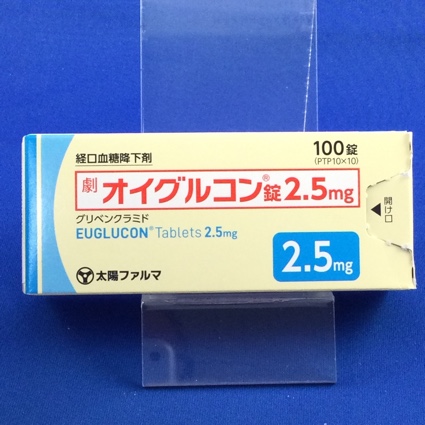 100錠
(PTP10×10)
経口血糖降下剤
劇 オイグルコン®錠2.5mg
グリベンクラミド
EUGLUCON® Tablets 2.5mg
開け口
2.5mg
太陽ファルマ